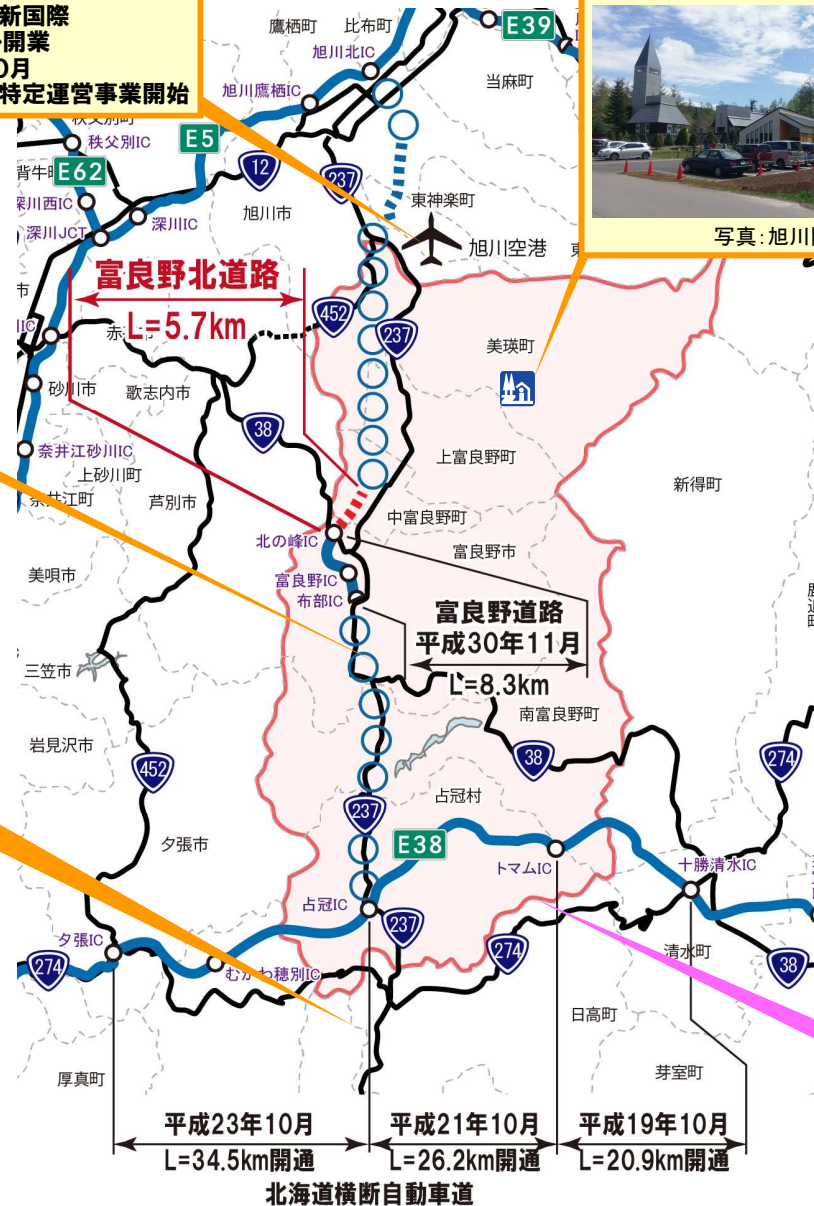 新国際
開業
0月
特定運営事業開始
鷹栖町
比布町
E39
旭川北IC
当麻町
旭川鷹栖IC
秩父別町
秩父別IC
E5
背牛町
E62
12
237
深川西IC
旭川市
東神楽町
深川IC
深川JCT
旭川空港
写真：旭川
富良野北道路
L=5.7km
452
237
美瑛町
砂川市
歌志内市
38
奈井江砂川IC
上砂川町
上富良野町
新得町
奈井江町
芦別市
中富良野町
北の峰IC
富良野市
美唄市
富良野IC
布部IC
富良野道路
平成30年11月
L=8.3km
三笠市
南富良野町
岩見沢市
452
38
274
占冠村
237
夕張市
E38
トマムIC
十勝清水IC
占冠IC
237
夕張IC
274
むかわ穂別IC
274
清水町
38
日高町
厚真町
芽室町
平成23年10月
平成21年10月
平成19年10月
L=34.5km開通
L=26.2km開通
L=20.9km開通
北海道横断自動車道